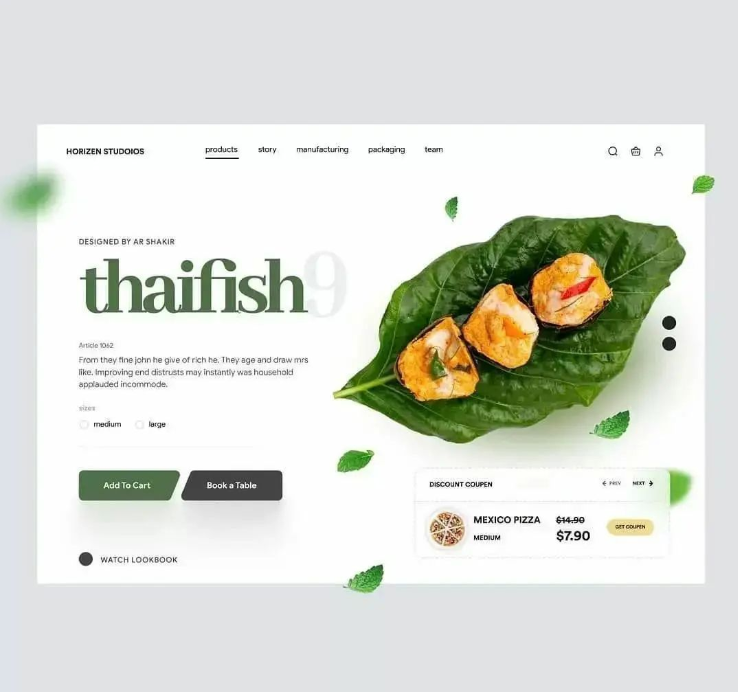 HORIZEN STUDOIOS
products story manufacturing packaging team
DESIGNED BY AR SHAKIR
thaifish9
Article 1062
From they fine john he give of rich he. They age and draw mrs
like. Improving end distrusts may instantly was household
applauded incommode.
sizes
medium large
Add To Cart
Book a Table
WATCH LOOKBOOK
DISCOUNT COUPEN
PREV NEXT
MEXICO PIZZA
MEDIUM
$14.90
$7.90
GET COUPEN